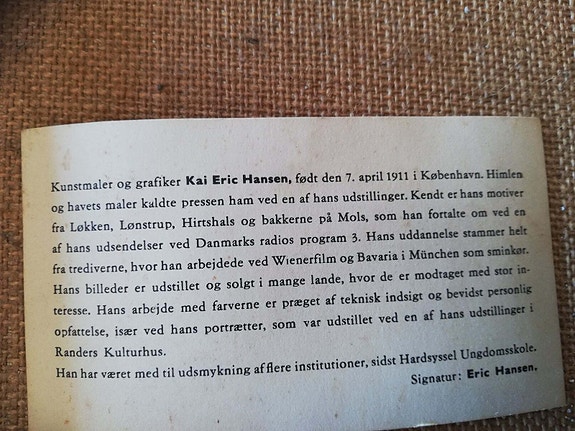 Kunstmaler og grafiker Kai Eric Hansen, født den 7. april 1911 i København. Himlen
og havets maler kaldte pressen ham ved en af hans udstillinger. Kendt er hans motiver
fra Løkken, Lønstrup, Hirtshals og bakkerne på Mols, som han fortalte om ved en
af hans udsendelser ved Danmarks radios program 3. Hans uddannelse stammer helt
fra trediverne, hvor han arbejdede ved Wienerfilm og Bavaria i München som sminkør.
Hans billeder er udstillet og solgt i mange lande, hvor de er modtaget med stor in-
teresse. Hans arbejde med farverne er præget af teknisk indsigt og bevidst personlig
opfattelse, især ved hans portrætter, som var udstillet ved en af hans udstillinger i
Randers Kulturhus.
Han har været med til udsmykning af flere institutioner, sidst Hardsyssel Ungdomsskole.
Signatur: Eric Hansen.